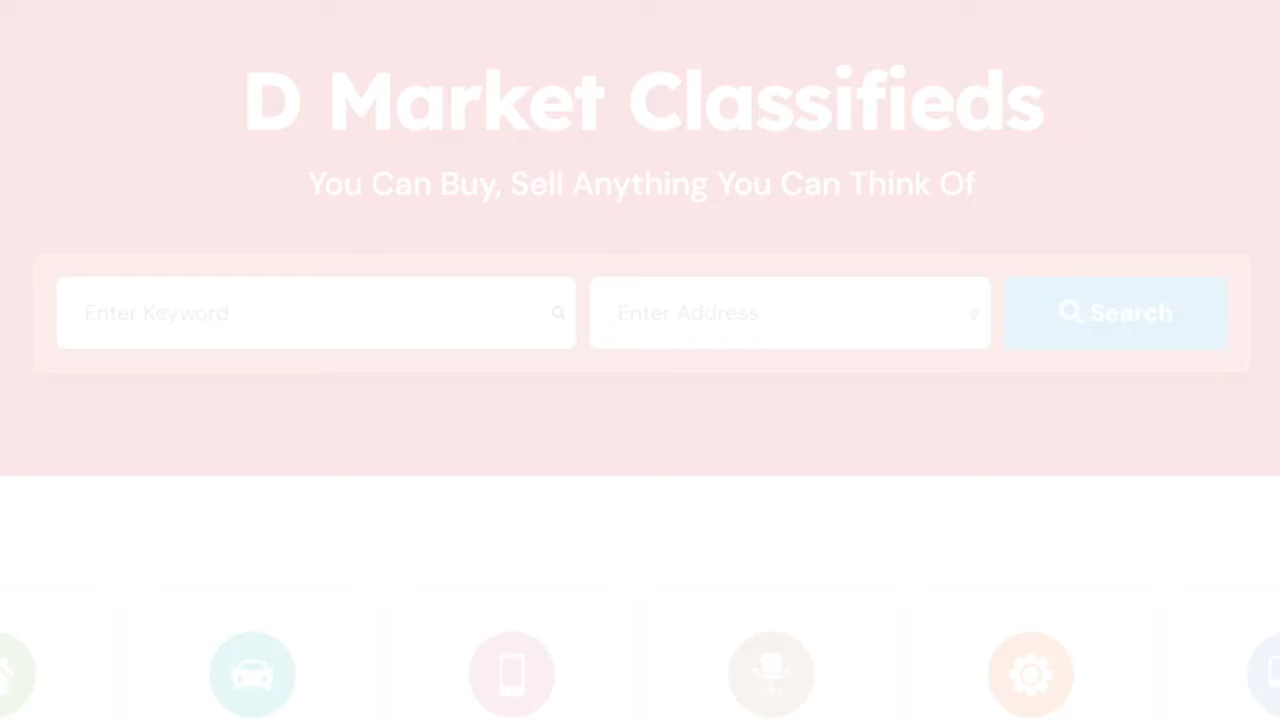 D Market Classifieds
You Can Buy, Sell Anything You Can Think Of
Enter Keyword
Enter Address
Search